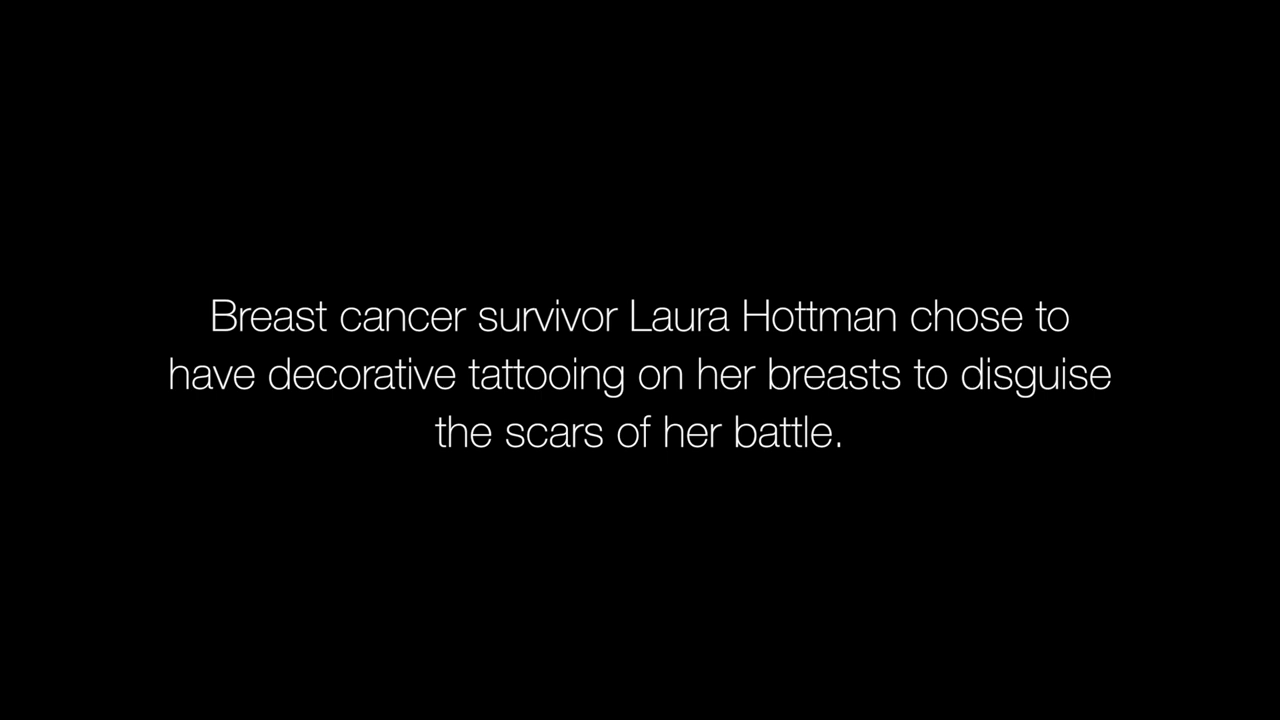 Breast cancer survivor Laura Hottman chose to
have decorative tattooing on her breasts to disguise
the scars of her battle.